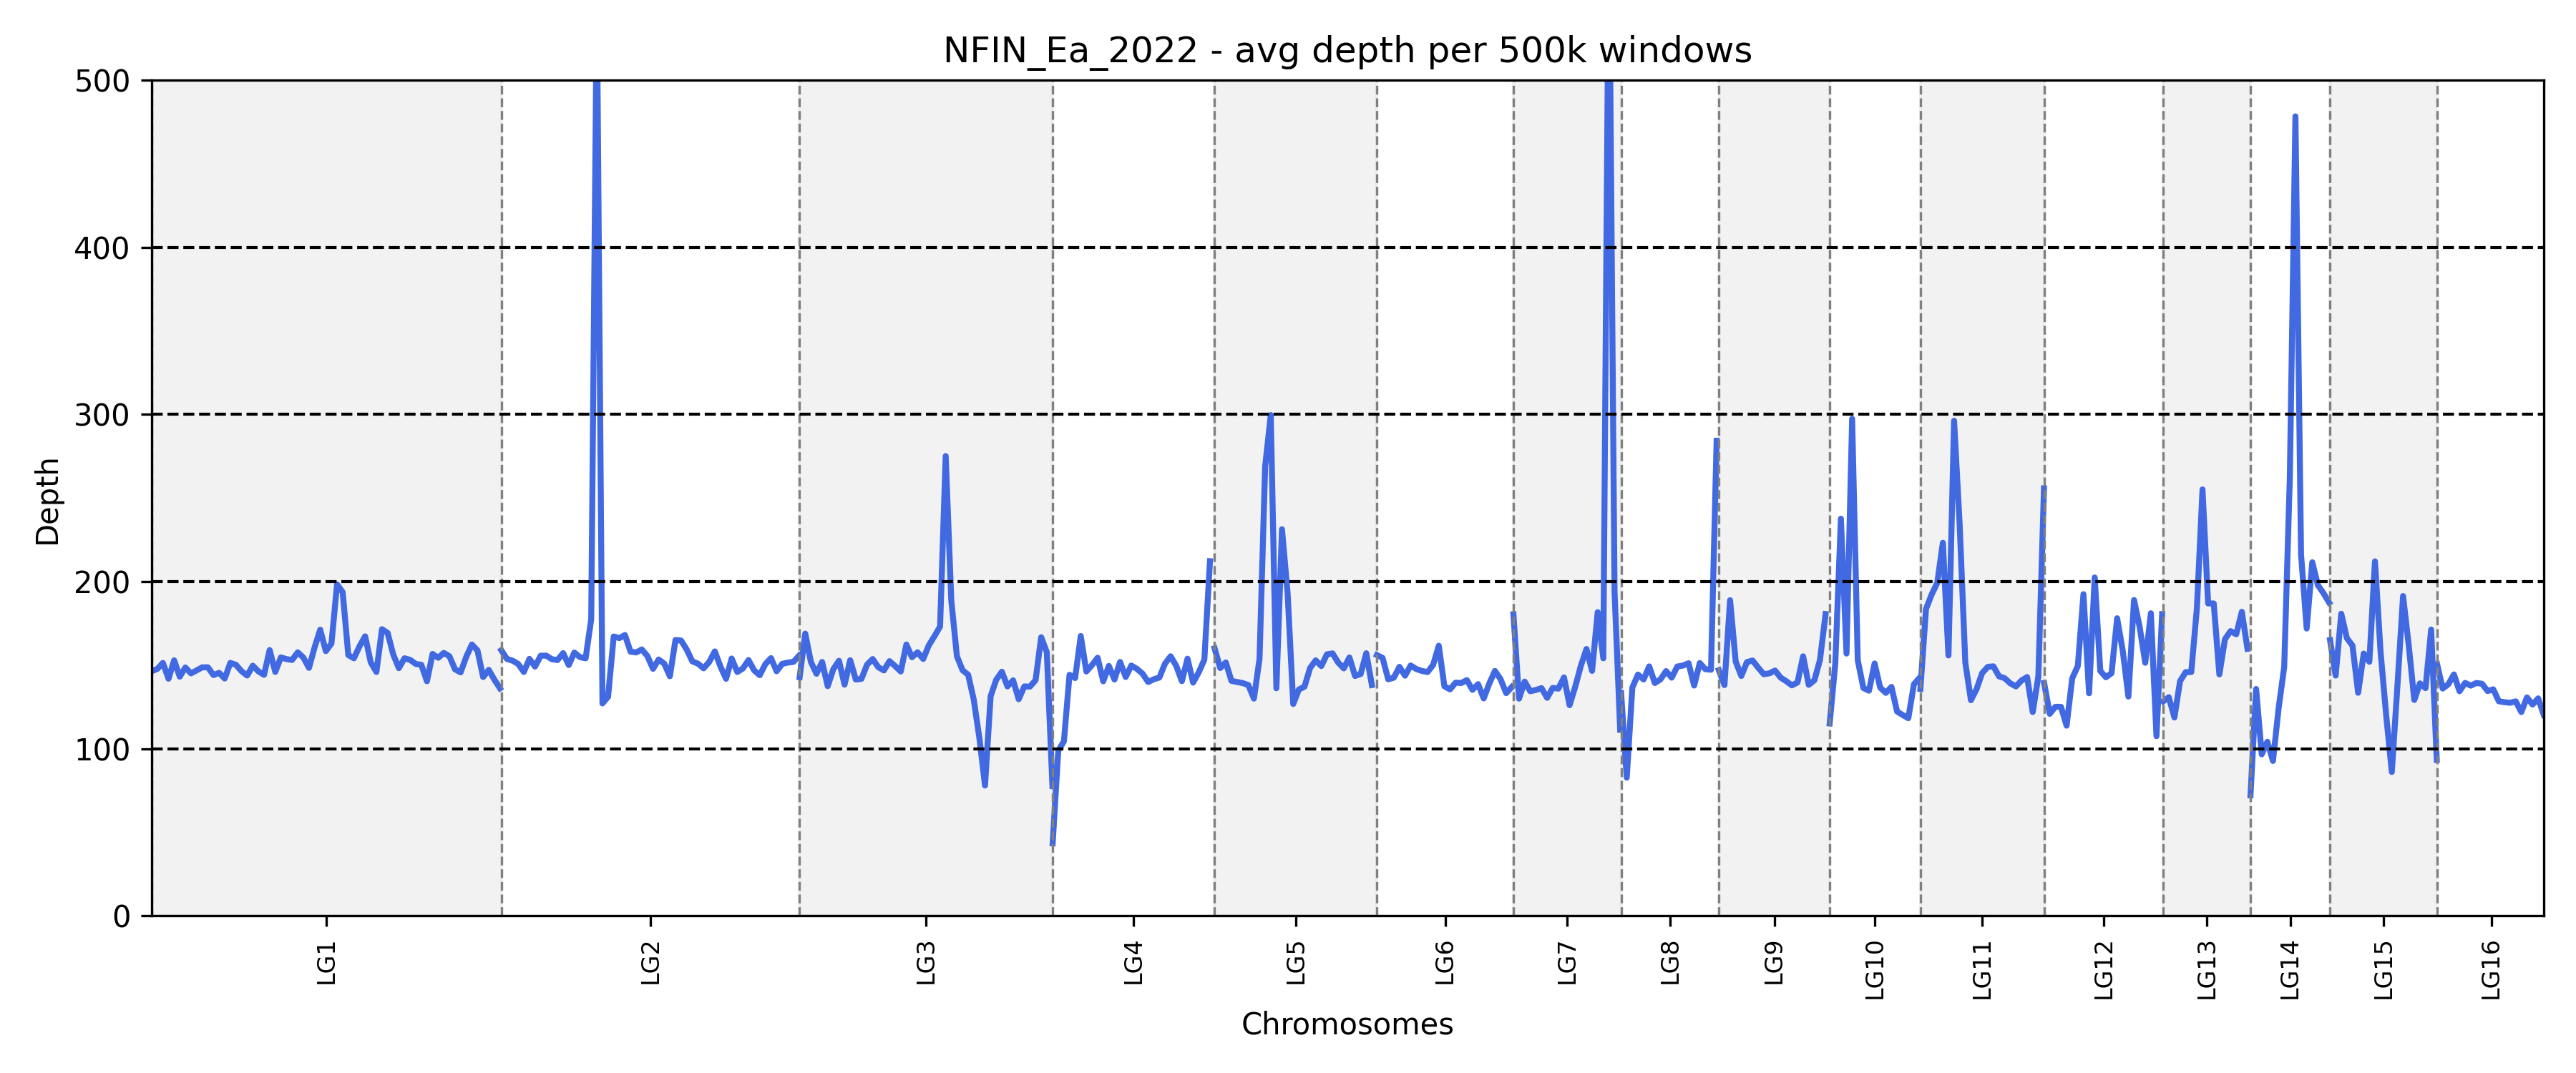 NFIN_Ea_2022 - avg depth per 500k windows
500
400
300
200
100
0
Depth
LG1
LG2
LG3
LG4
LG5
LG6
LG7
LG8
LG9
LG10
LG11
LG12
LG13
LG14
LG15
LG16
Chromosomes